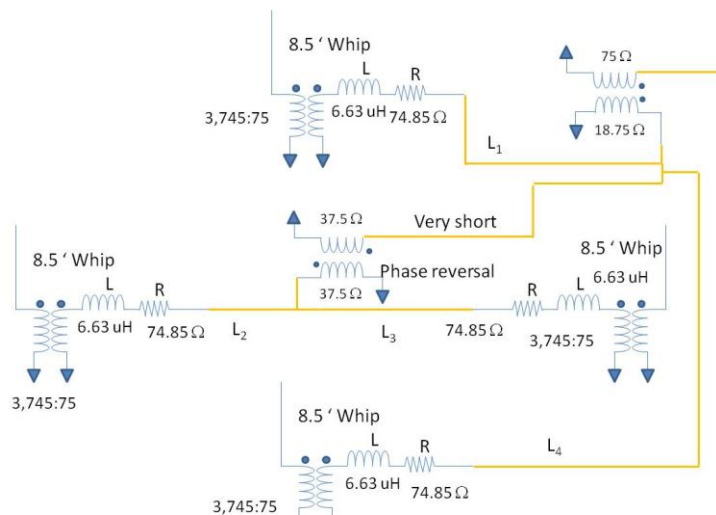 8.5 ‘ Whip
L
R
3,745:75
6.63 uH
74.85 Ω
75 Ω
18.75 Ω
L₁
37.5 Ω
Very short
Phase reversal
37.5 Ω
8.5 ‘ Whip
L
R
6.63 uH
74.85 Ω
3,745:75
L₂
L₃
8.5 ‘ Whip
6.63 uH
R
L
74.85 Ω
3,745:75
8.5 ‘ Whip
L
R
6.63 uH
74.85 Ω
3,745:75
L₄